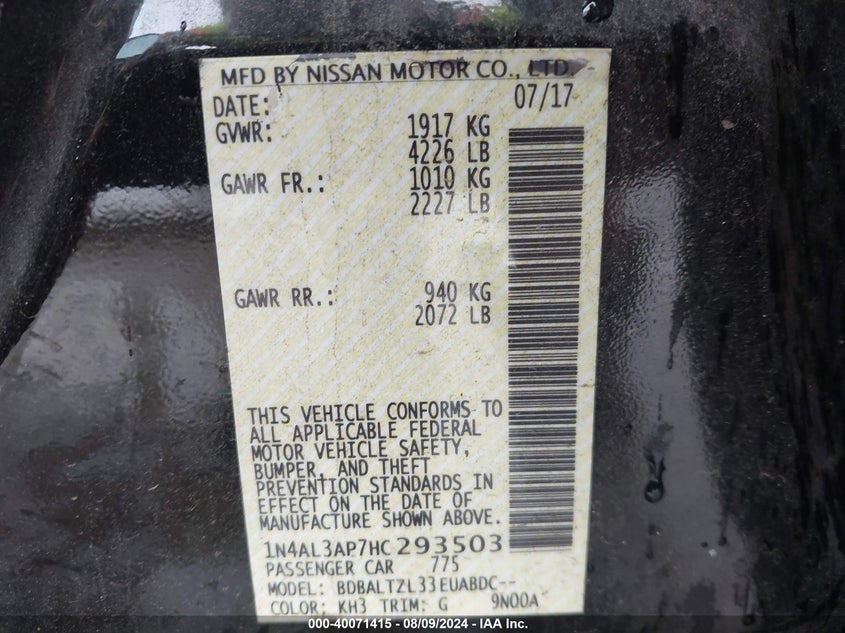 MFD BY NISSAN MOTOR CO., LTD.
DATE: 07/17
GVWR: 1917 KG
4226 LB
GAWR FR.: 1010 KG
2227 LB
GAWR RR.: 940 KG
2072 LB
THIS VEHICLE CONFORMS TO
ALL APPLICABLE FEDERAL
MOTOR VEHICLE SAFETY,
BUMPER, AND THEFT
PREVENTION STANDARDS IN
EFFECT ON THE DATE OF
MANUFACTURE SHOWN ABOVE.
1N4AL3AP7HC293503
PASSENGER CAR 775
MODEL: BDBALTZL33EUABDC--
COLOR: KH3 TRIM: G 9N00A
000-40071415 - 08/09/2024 - IAA Inc.